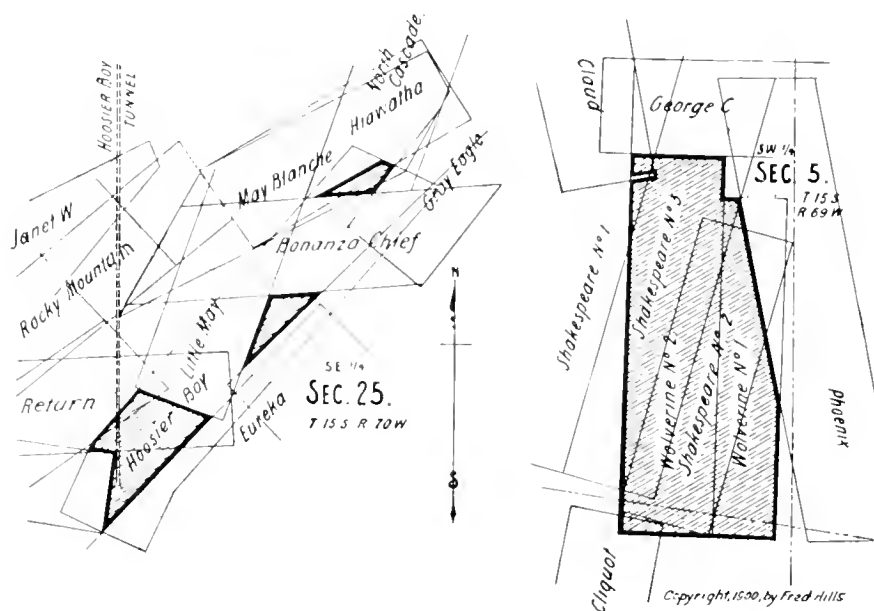 HOOSIER BOY
TUNNEL
North
Cascade
Hiawatha
May Blanche
Gray Eagle
Janet W
Bonanza Chief
Rocky Mountain
Little May
N
SE 1/4
SEC. 25.
T 15 S R 70 W
Return
Hoosier
Boy
Eureka
S
Cloud
George C
SW 1/4
SEC 5.
T 15 S
R 69 W
Shakespeare Nº 1
Shakespeare Nº 3
Wolverine Nº 2
Shakespeare Nº 2
Wolverine Nº 1
Phoenix
Cliquot
Copyright, 1900, by Fred Hills